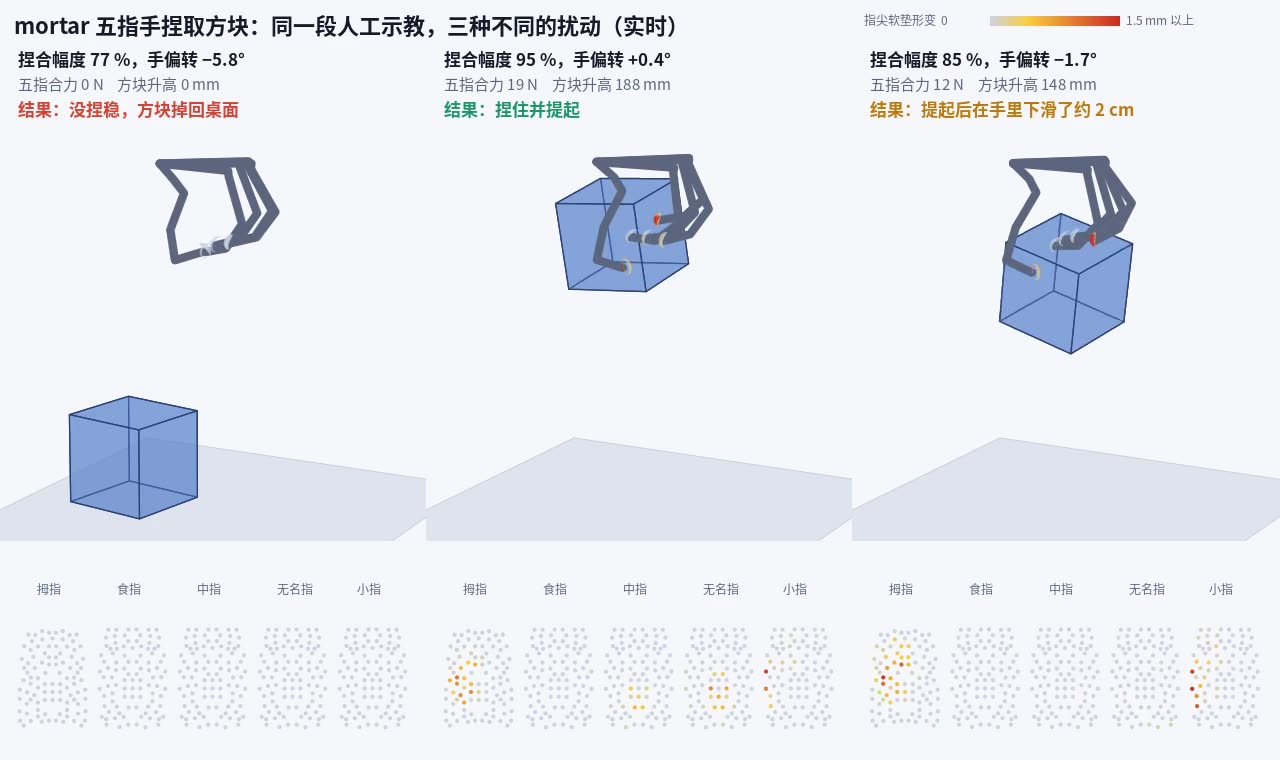 mortar 五指手捏取方块：同一段人工示教，三种不同的扰动（实时）
指尖软垫形变 0
1.5 mm 以上
捏合幅度 77 %，手偏转 −5.8°
五指合力 0 N 方块升高 0 mm
结果：没捏稳，方块掉回桌面
捏合幅度 95 %，手偏转 +0.4°
五指合力 19 N 方块升高 188 mm
结果：捏住并提起
捏合幅度 85 %，手偏转 −1.7°
五指合力 12 N 方块升高 148 mm
结果：提起后在手里下滑了约 2 cm
拇指 食指 中指 无名指 小指
拇指 食指 中指 无名指 小指
拇指 食指 中指 无名指 小指